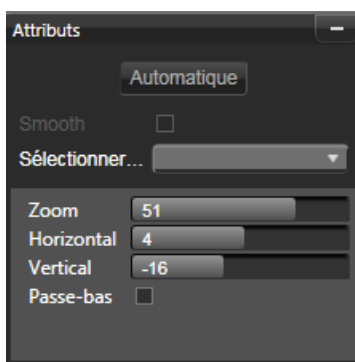 Attributs
Automatique
Smooth
Sélectionner...
Zoom 51
Horizontal 4
Vertical -16
Passe-bas